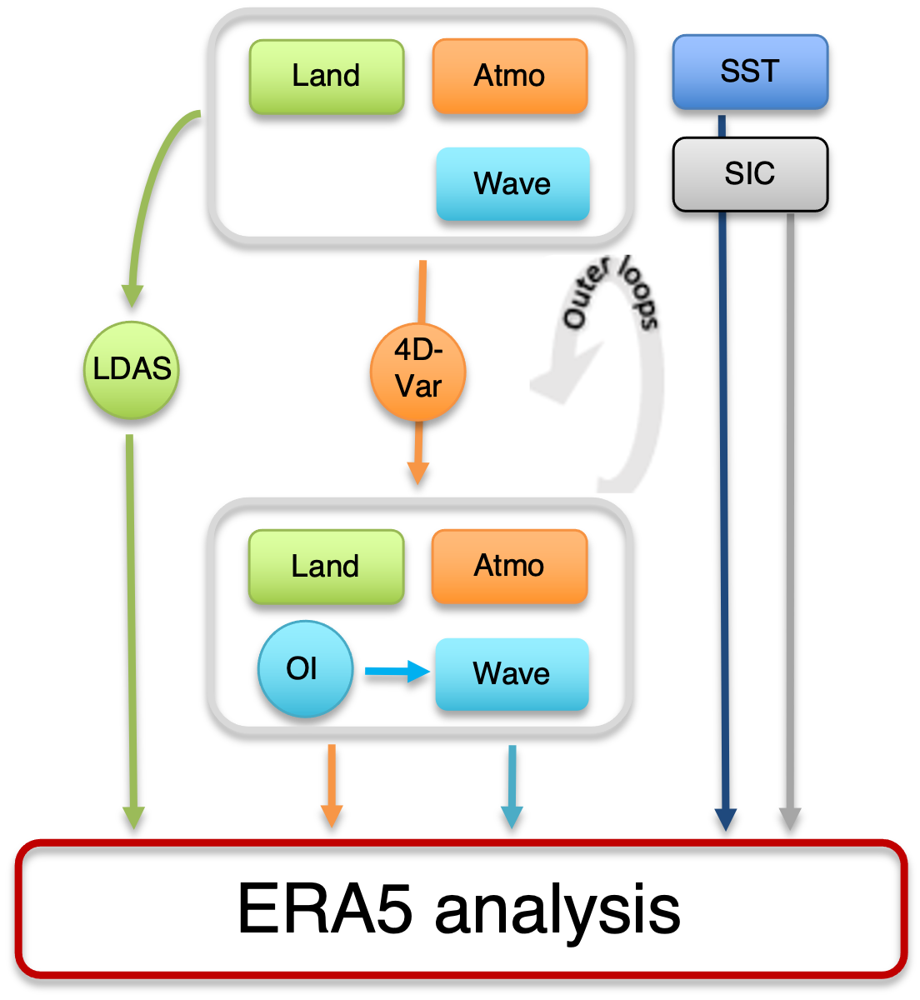 Land
Atmo
SST
Wave
SIC
Outer loops
LDAS
4D-
Var
Land
Atmo
OI
Wave
ERA5 analysis